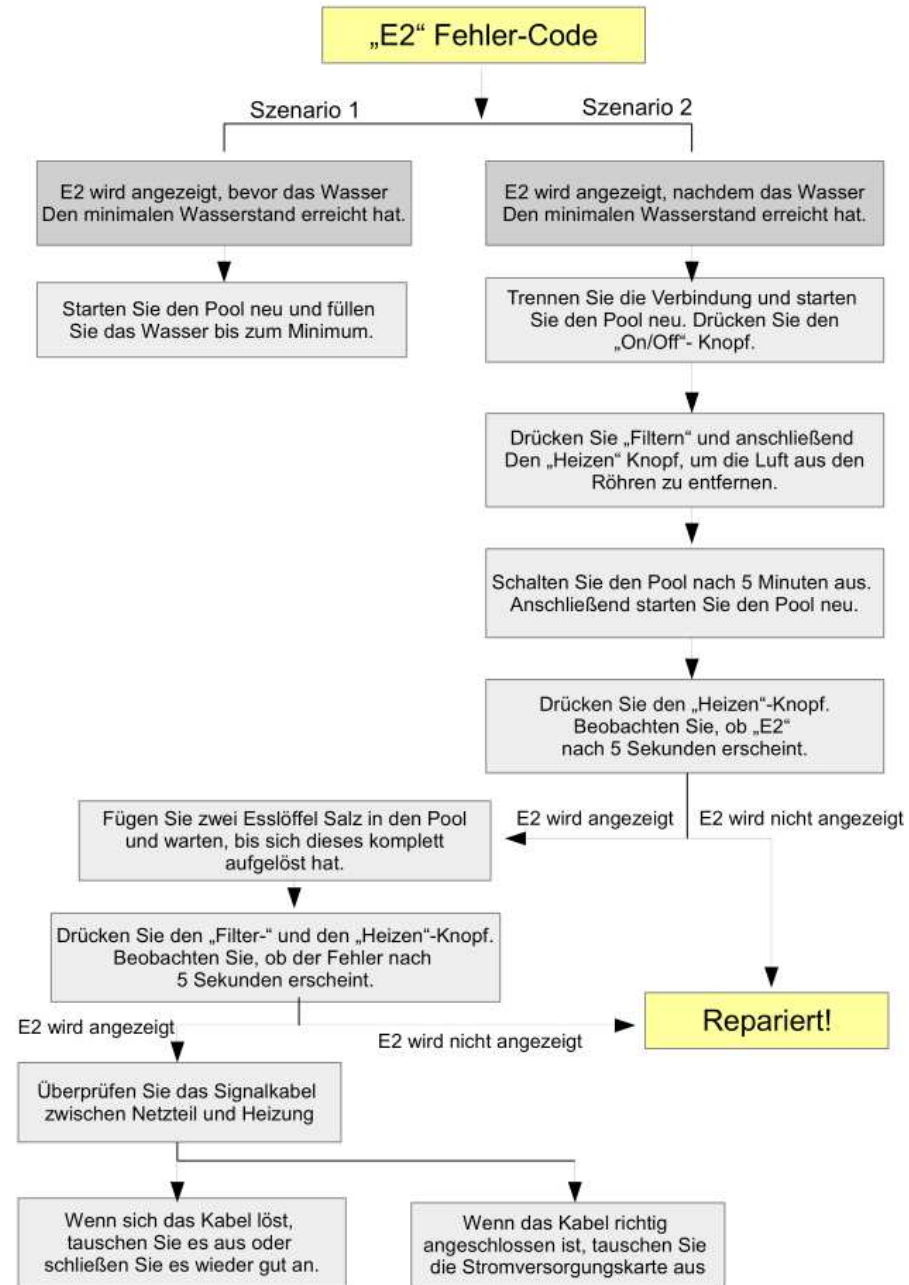 „E2“ Fehler-Code
Szenario 1
Szenario 2
E2 wird angezeigt, bevor das Wasser
Den minimalen Wasserstand erreicht hat.
E2 wird angezeigt, nachdem das Wasser
Den minimalen Wasserstand erreicht hat.
Starten Sie den Pool neu und füllen
Sie das Wasser bis zum Minimum.
Trennen Sie die Verbindung und starten
Sie den Pool neu. Drücken Sie den
„On/Off“- Knopf.
Drücken Sie „Filtern“ und anschließend
Den „Heizen“ Knopf, um die Luft aus den
Röhren zu entfernen.
Schalten Sie den Pool nach 5 Minuten aus.
Anschließend starten Sie den Pool neu.
Drücken Sie den „Heizen“-Knopf.
Beobachten Sie, ob „E2“
nach 5 Sekunden erscheint.
E2 wird angezeigt
E2 wird nicht angezeigt
Fügen Sie zwei Esslöffel Salz in den Pool
und warten, bis sich dieses komplett
aufgelöst hat.
Drücken Sie den „Filter-“ und den „Heizen“-Knopf.
Beobachten Sie, ob der Fehler nach
5 Sekunden erscheint.
E2 wird angezeigt
E2 wird nicht angezeigt
Repariert!
Überprüfen Sie das Signalkabel
zwischen Netzteil und Heizung
Wenn sich das Kabel löst,
tauschen Sie es aus oder
schließen Sie es wieder gut an.
Wenn das Kabel richtig
angeschlossen ist, tauschen Sie
die Stromversorgungskarte aus